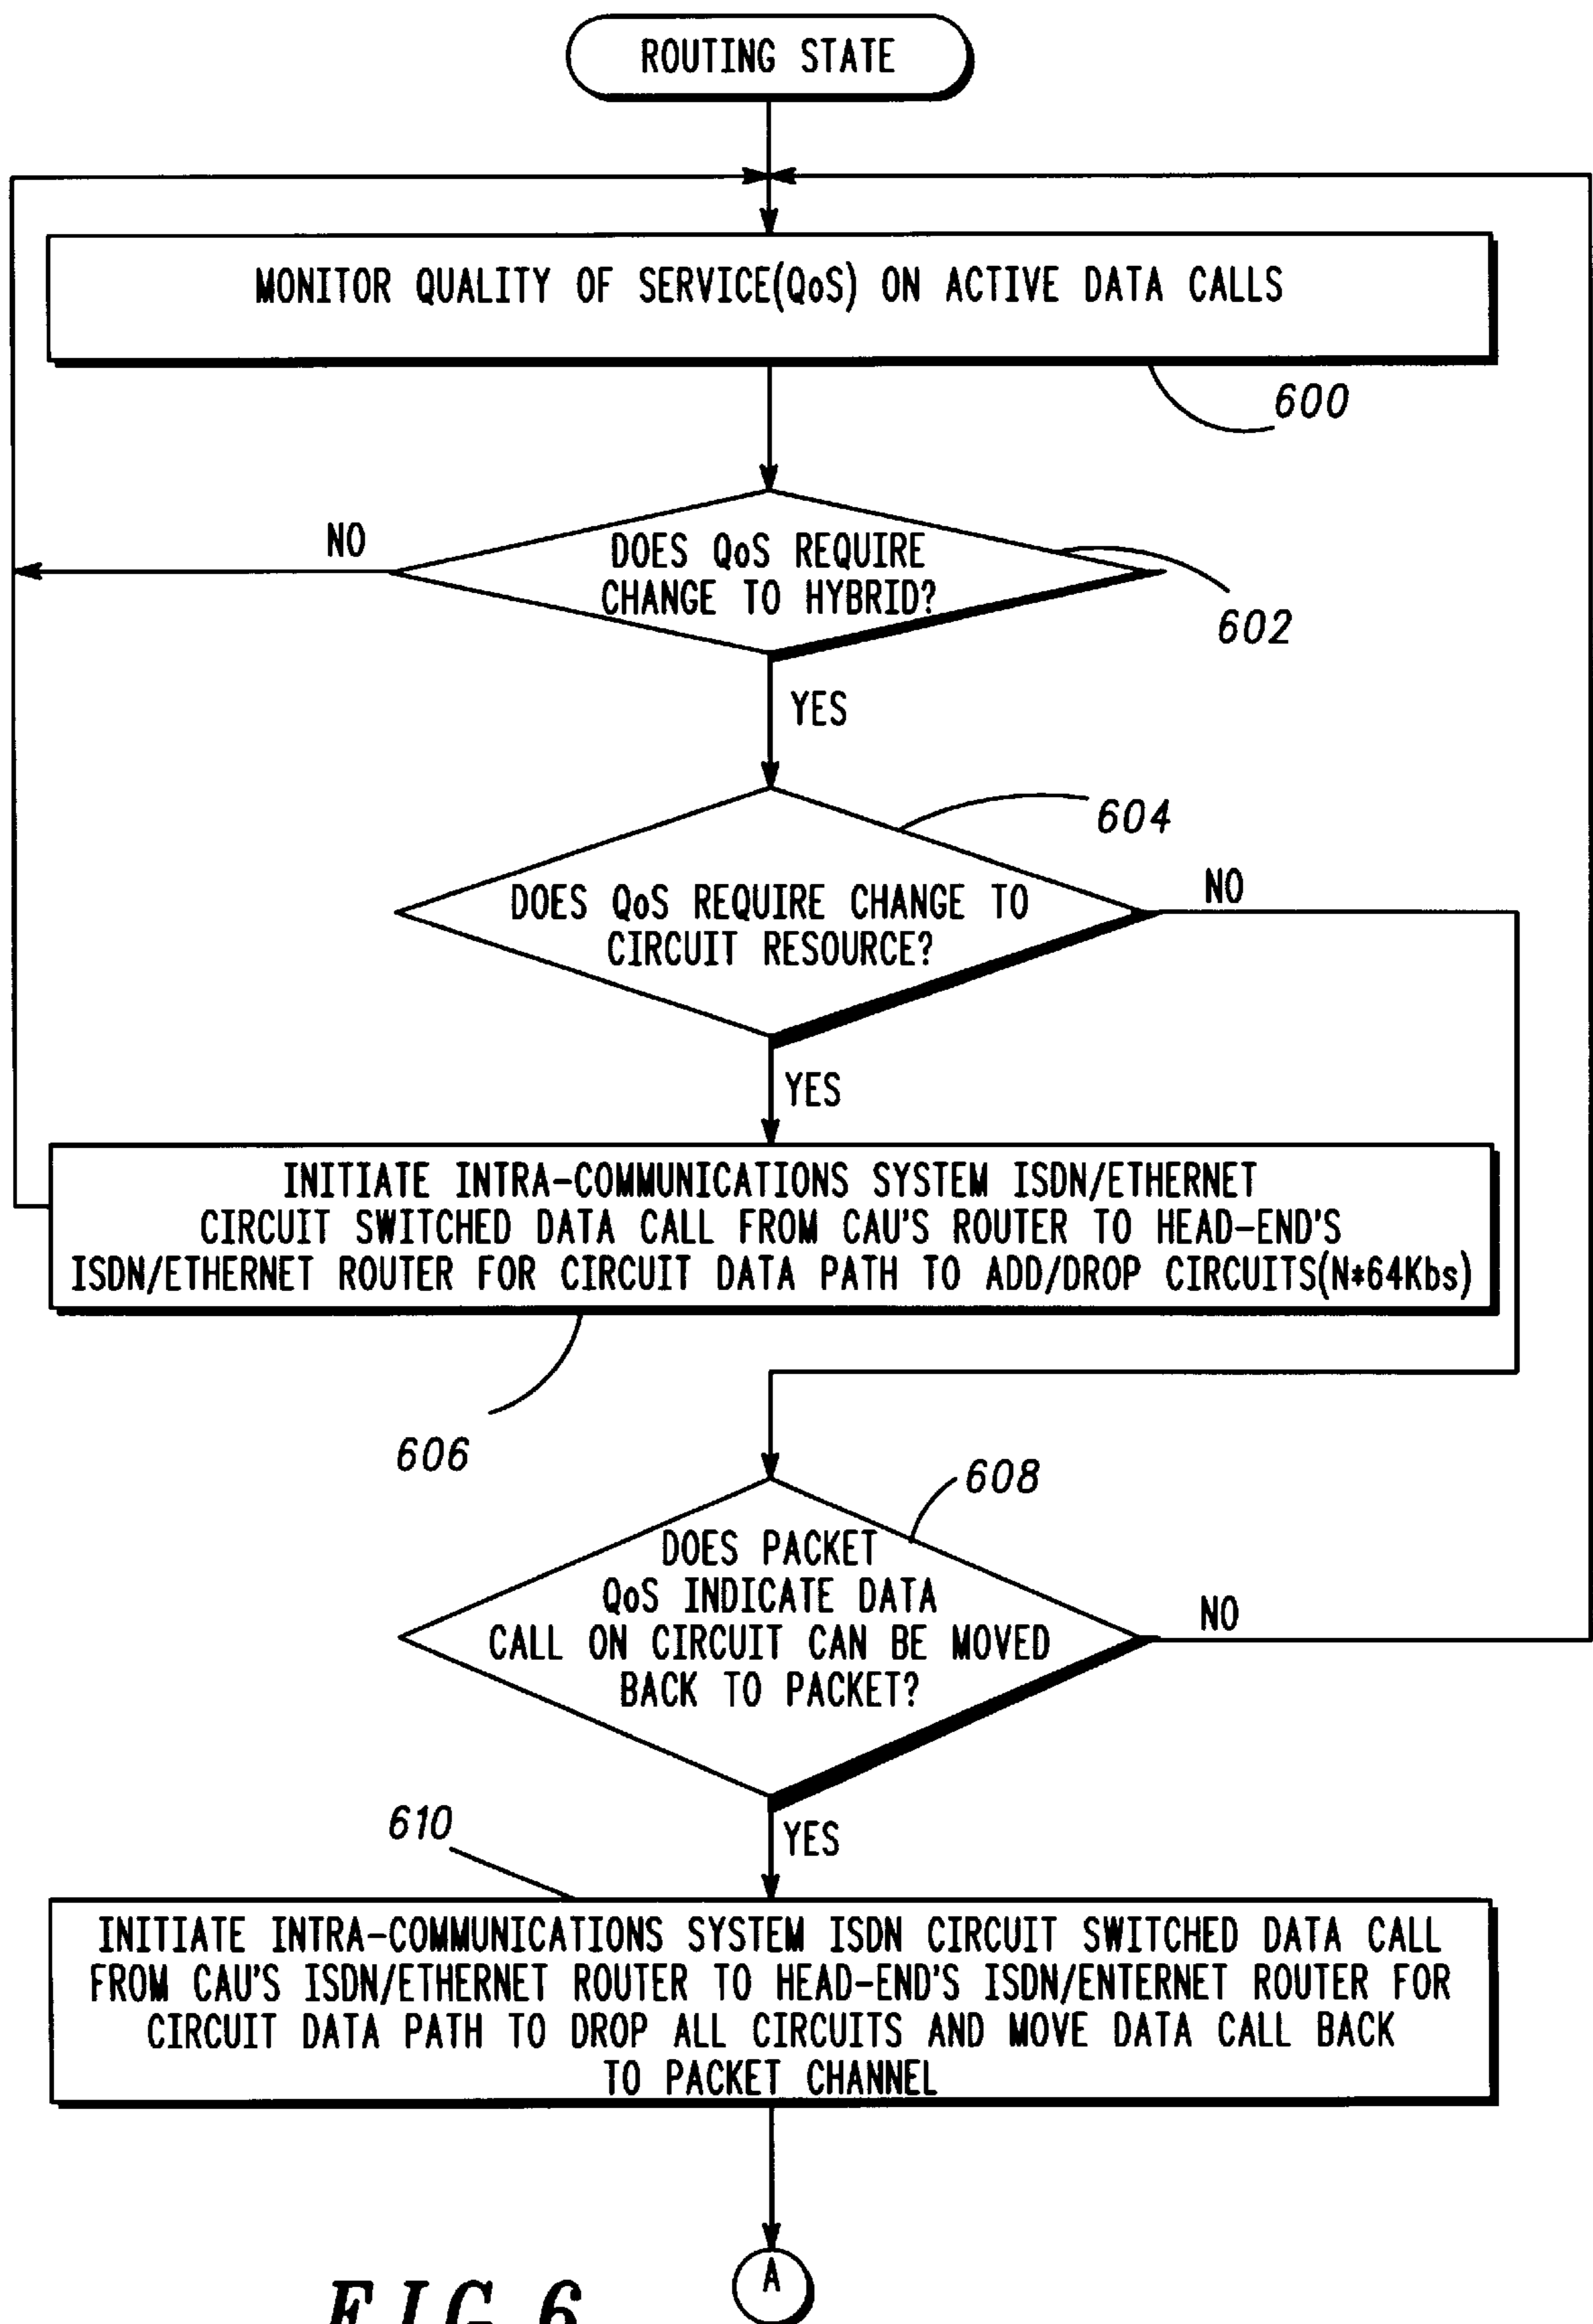 ROUTING STATE
MONITOR QUALITY OF SERVICE(QoS) ON ACTIVE DATA CALLS
600
NO
DOES QoS REQUIRE
CHANGE TO HYBRID?
602
YES
604
DOES QoS REQUIRE CHANGE TO
CIRCUIT RESOURCE?
NO
YES
INITIATE INTRA-COMMUNICATIONS SYSTEM ISDN/ETHERNET
CIRCUIT SWITCHED DATA CALL FROM CAU'S ROUTER TO HEAD-END'S
ISDN/ETHERNET ROUTER FOR CIRCUIT DATA PATH TO ADD/DROP CIRCUITS(N*64Kbs)
606
608
DOES PACKET
QoS INDICATE DATA
CALL ON CIRCUIT CAN BE MOVED
BACK TO PACKET?
NO
610
YES
INITIATE INTRA-COMMUNICATIONS SYSTEM ISDN CIRCUIT SWITCHED DATA CALL
FROM CAU'S ISDN/ETHERNET ROUTER TO HEAD-END'S ISDN/ENTERNET ROUTER FOR
CIRCUIT DATA PATH TO DROP ALL CIRCUITS AND MOVE DATA CALL BACK
TO PACKET CHANNEL
A
FIG 6